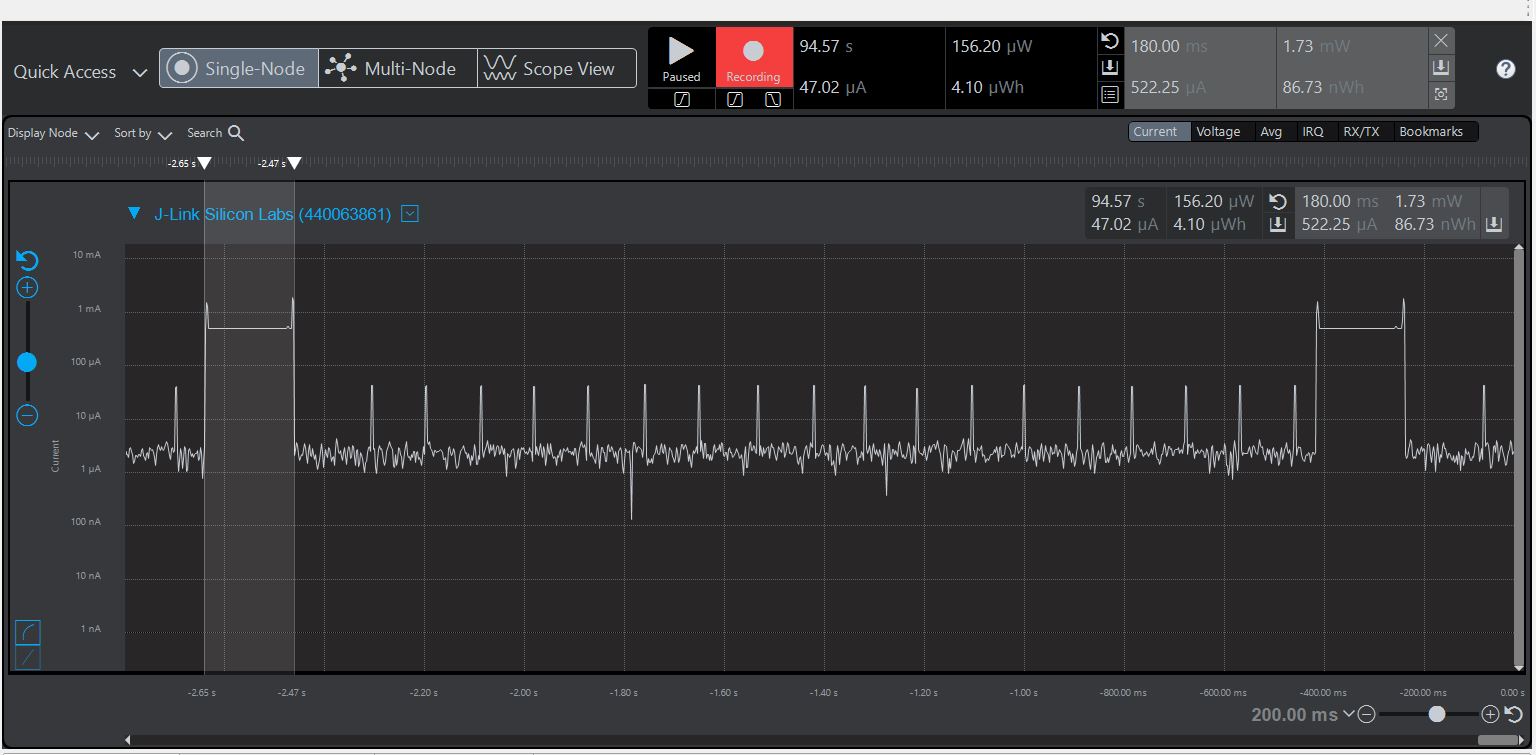 Quick Access Single-Node Multi-Node Scope View
Paused Recording
94.57 s 156.20 µW 180.00 ms 1.73 mW
47.02 µA 4.10 µWh 522.25 µA 86.73 nWh
?
Display Node Sort by Search Current Voltage Avg IRQ RX/TX Bookmarks
-2.65 s -2.47 s
J-Link Silicon Labs (440063861)
94.57 s 156.20 µW 180.00 ms 1.73 mW
47.02 µA 4.10 µWh 522.25 µA 86.73 nWh
10 mA
1 mA
100 µA
10 µA
1 µA
100 nA
10 nA
1 nA
Current
-2.65 s -2.47 s -2.20 s -2.00 s -1.80 s -1.60 s -1.40 s -1.20 s -1.00 s -800.00 ms -600.00 ms -400.00 ms -200.00 ms 0.00 s
200.00 ms